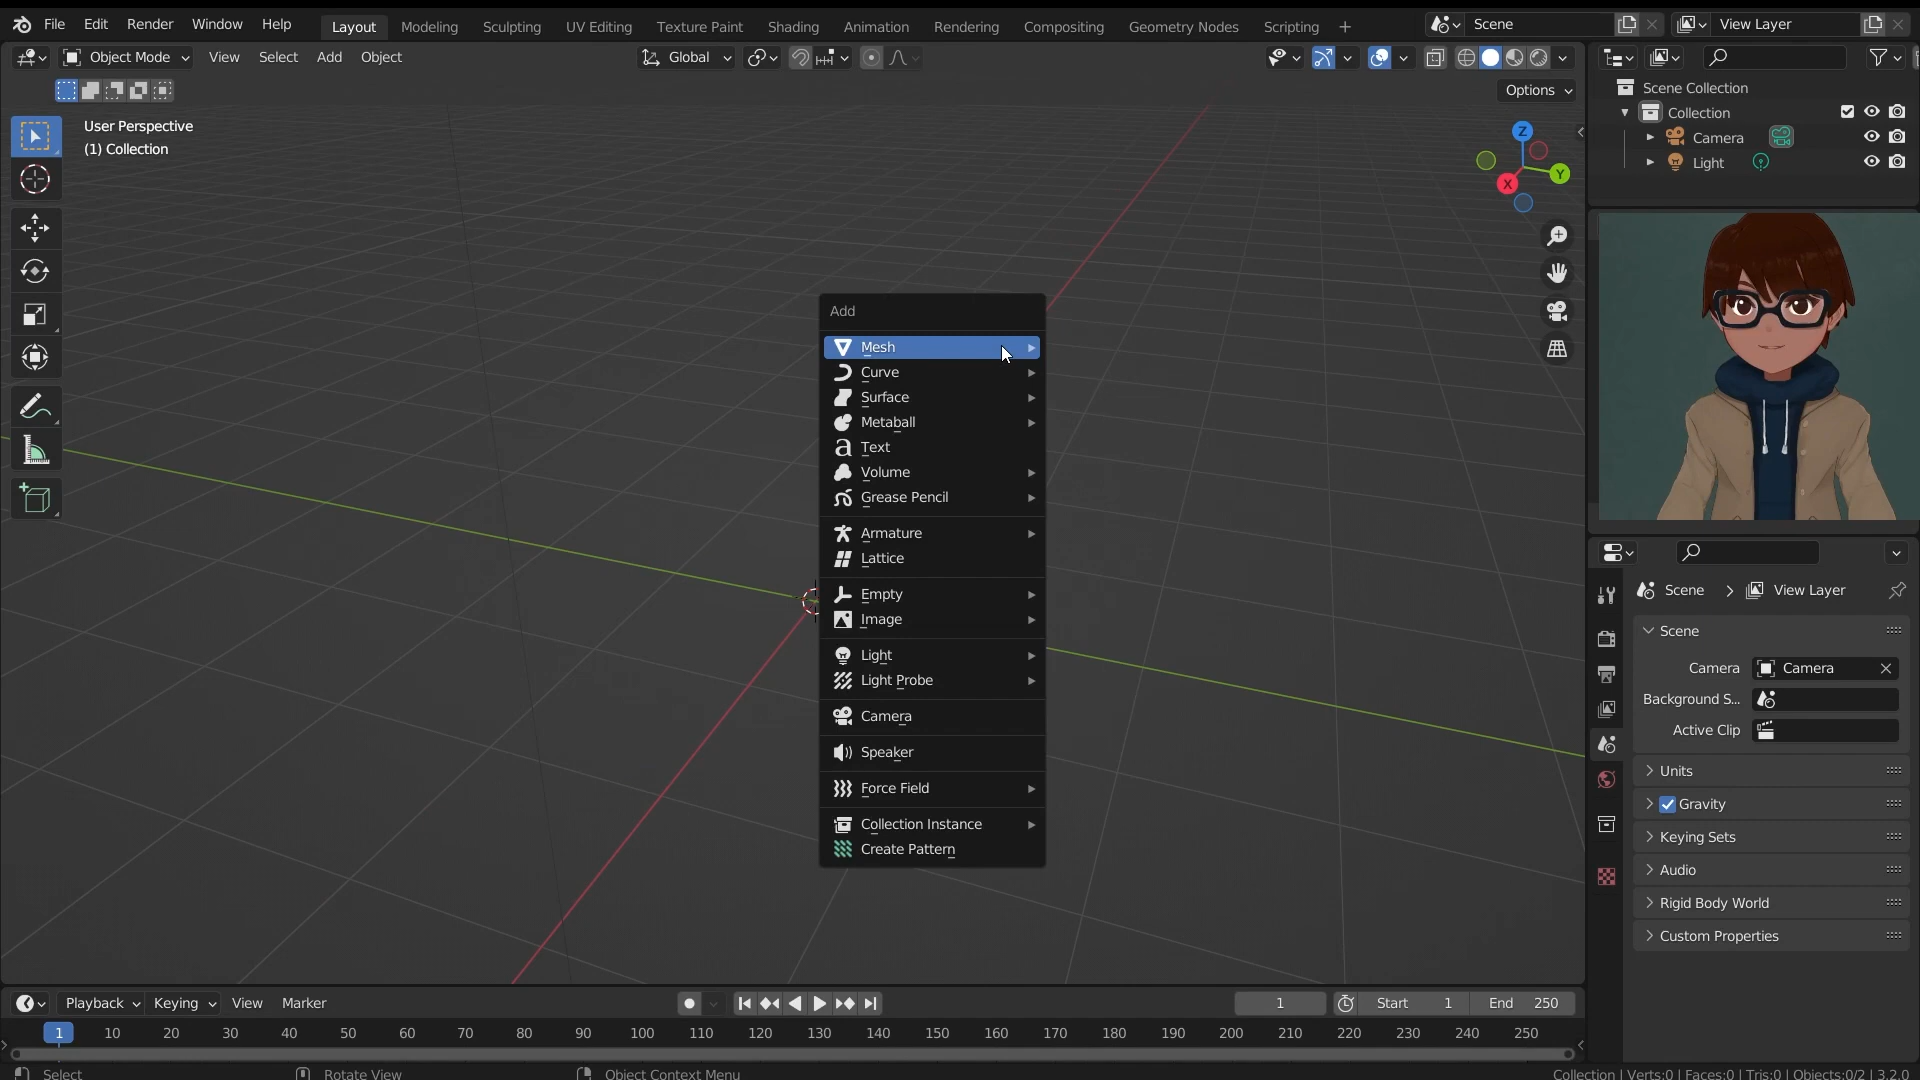 File Edit Render Window Help Layout Modeling Sculpting UV Editing Texture Paint Shading Animation Rendering Compositing Geometry Nodes Scripting + Scene View Layer
Object Mode View Select Add Object Global
Options
User Perspective
(1) Collection
Z
Y
X
Scene Collection
Collection
Camera
Light
Add
Mesh
Curve
Surface
Metaball
Text
Volume
Grease Pencil
Armature
Lattice
Empty
Image
Light
Light Probe
Camera
Speaker
Force Field
Collection Instance
Create Pattern
Scene View Layer
Scene
Camera Camera
Background S...
Active Clip
Units
Gravity
Keying Sets
Audio
Rigid Body World
Custom Properties
Playback Keying View Marker 1 Start 1 End 250
1 10 20 30 40 50 60 70 80 90 100 110 120 130 140 150 160 170 180 190 200 210 220 230 240 250
Select Rotate View Object Context Menu Collection | Verts:0 | Faces:0 | Tris:0 | Objects:0/2 | 3.2.0